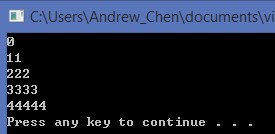 C:\Users\Andrew_Chen\documents\vi
0
11
222
3333
44444
Press any key to continue . . .